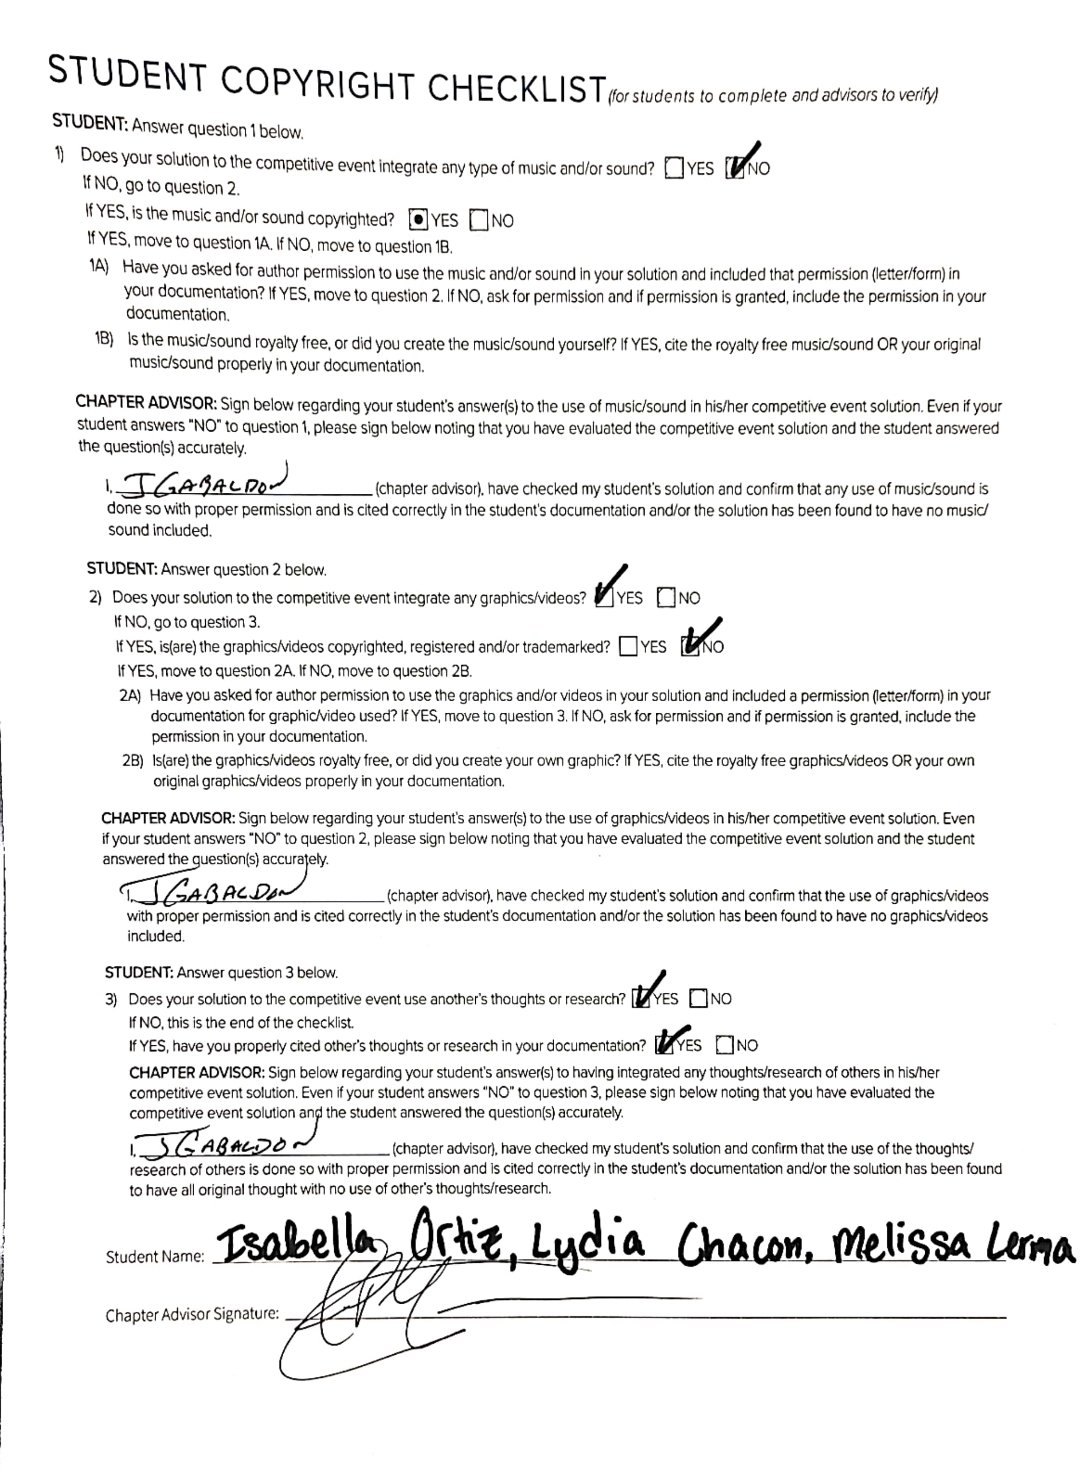 STUDENT COPYRIGHT CHECKLIST (for students to complete and advisors to verify)
STUDENT: Answer question 1 below.
1) Does your solution to the competitive event integrate any type of music and/or sound? YES NO
If NO, go to question 2.
If YES, is the music and/or sound copyrighted? YES NO
If YES, move to question 1A. If NO, move to question 1B.
1A) Have you asked for author permission to use the music and/or sound in your solution and included that permission (letter/form) in
your documentation? If YES, move to question 2. If NO, ask for permission and if permission is granted, include the permission in your
documentation.
1B) Is the music/sound royalty free, or did you create the music/sound yourself? If YES, cite the royalty free music/sound OR your original
music/sound properly in your documentation.
CHAPTER ADVISOR: Sign below regarding your student's answer(s) to the use of music/sound in his/her competitive event solution. Even if your
student answers "NO" to question 1, please sign below noting that you have evaluated the competitive event solution and the student answered
the question(s) accurately.
I, J GABALDON (chapter advisor), have checked my student's solution and confirm that any use of music/sound is
done so with proper permission and is cited correctly in the student's documentation and/or the solution has been found to have no music/
sound included.
STUDENT: Answer question 2 below.
2) Does your solution to the competitive event integrate any graphics/videos? YES NO
If NO, go to question 3.
If YES, is(are) the graphics/videos copyrighted, registered and/or trademarked? YES NO
If YES, move to question 2A. If NO, move to question 2B.
2A) Have you asked for author permission to use the graphics and/or videos in your solution and included a permission (letter/form) in your
documentation for graphic/video used? If YES, move to question 3. If NO, ask for permission and if permission is granted, include the
permission in your documentation.
2B) Is(are) the graphics/videos royalty free, or did you create your own graphic? If YES, cite the royalty free graphics/videos OR your own
original graphics/videos properly in your documentation.
CHAPTER ADVISOR: Sign below regarding your student's answer(s) to the use of graphics/videos in his/her competitive event solution. Even
if your student answers "NO" to question 2, please sign below noting that you have evaluated the competitive event solution and the student
answered the question(s) accurately.
I, J GABALDON (chapter advisor), have checked my student's solution and confirm that the use of graphics/videos
with proper permission and is cited correctly in the student's documentation and/or the solution has been found to have no graphics/videos
included.
STUDENT: Answer question 3 below.
3) Does your solution to the competitive event use another's thoughts or research? YES NO
If NO, this is the end of the checklist.
If YES, have you properly cited other's thoughts or research in your documentation? YES NO
CHAPTER ADVISOR: Sign below regarding your student's answer(s) to having integrated any thoughts/research of others in his/her
competitive event solution. Even if your student answers "NO" to question 3, please sign below noting that you have evaluated the
competitive event solution and the student answered the question(s) accurately.
I, J GABALDON (chapter advisor), have checked my student's solution and confirm that the use of the thoughts/
research of others is done so with proper permission and is cited correctly in the student's documentation and/or the solution has been found
to have all original thought with no use of other's thoughts/research.
Student Name: Isabella Ortiz, Lydia Chacon, Melissa Lerma
Chapter Advisor Signature: